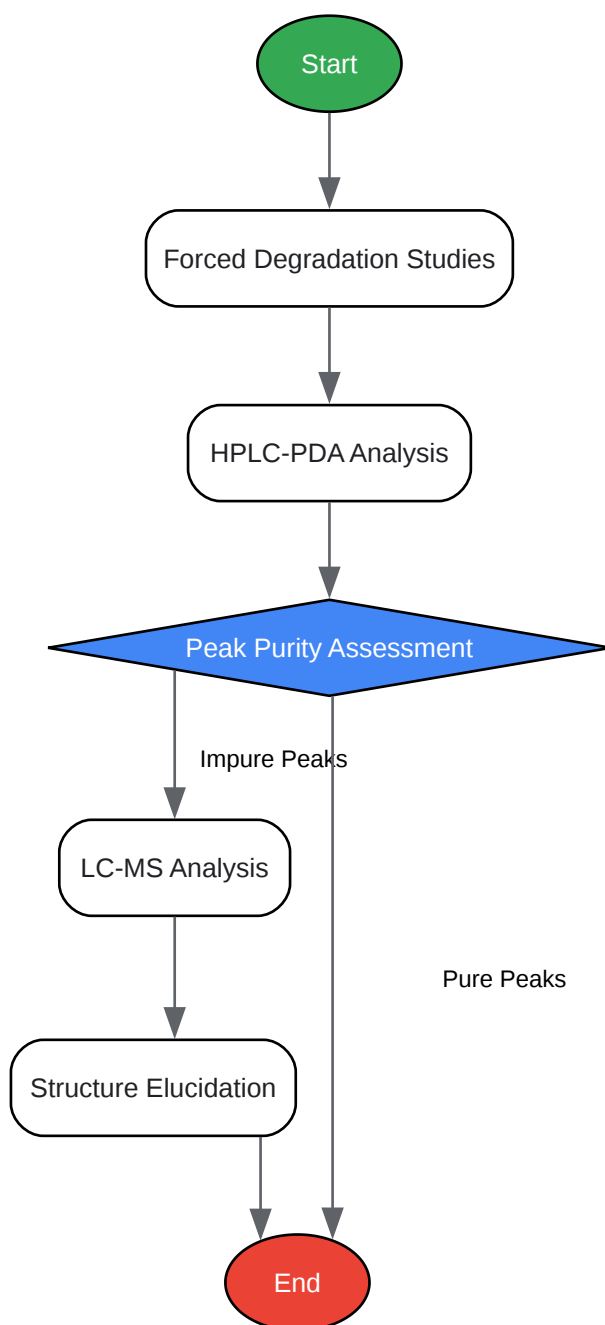 Start
Forced Degradation Studies
HPLC-PDA Analysis
Peak Purity Assessment
Impure Peaks
LC-MS Analysis
Pure Peaks
Structure Elucidation
End